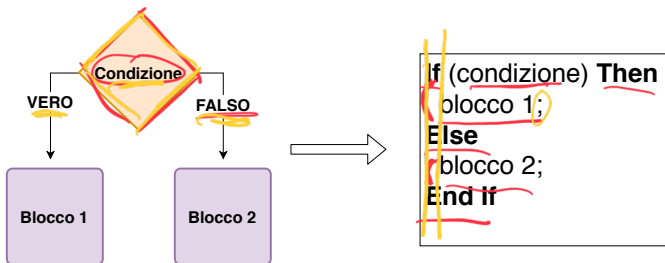 Condizione
VERO
FALSO
Blocco 1
Blocco 2
If (condizione) Then
blocco 1;
Else
blocco 2;
End If